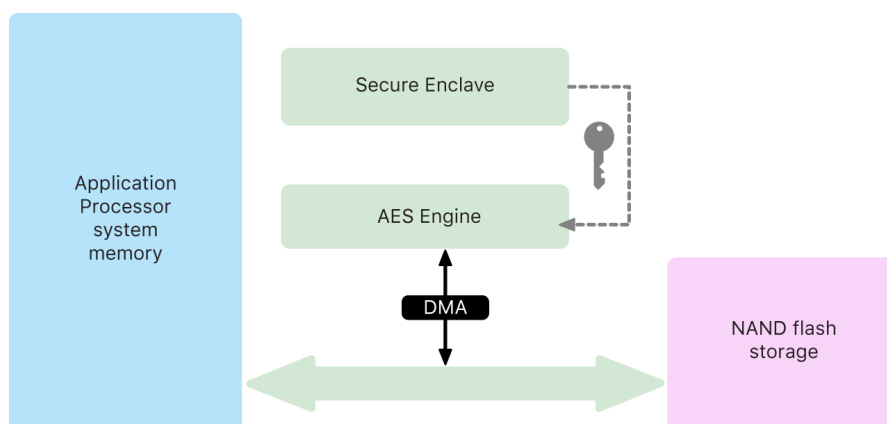 Secure Enclave
Application
Processor
system
memory
AES Engine
DMA
NAND flash
storage